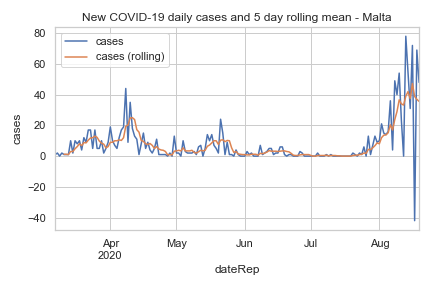 New COVID-19 daily cases and 5 day rolling mean - Malta
cases
cases (rolling)
80
60
40
20
0
−20
−40
cases
Apr
2020
May
Jun
Jul
Aug
dateRep